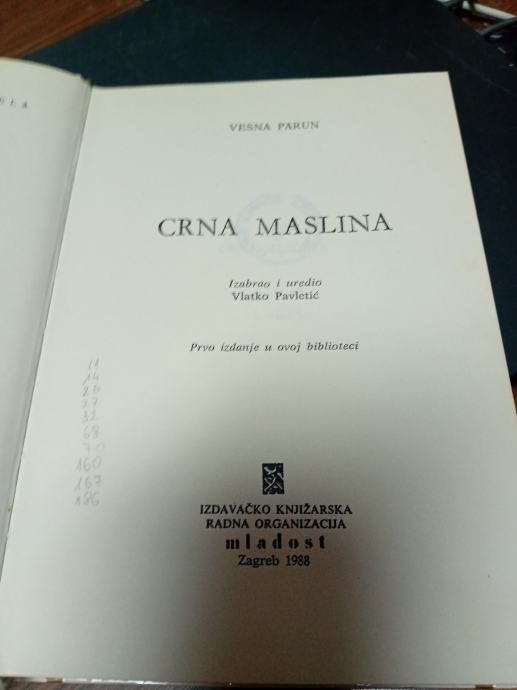 VESNA PARUN
CRNA MASLINA
Izabrao i uredio
Vlatko Pavletić
Prvo izdanje u ovoj biblioteci
11
14
26
27
32
68
70
160
167
186
IZDAVAČKO KNJIŽARSKA
RADNA ORGANIZACIJA
mladost
Zagreb 1988